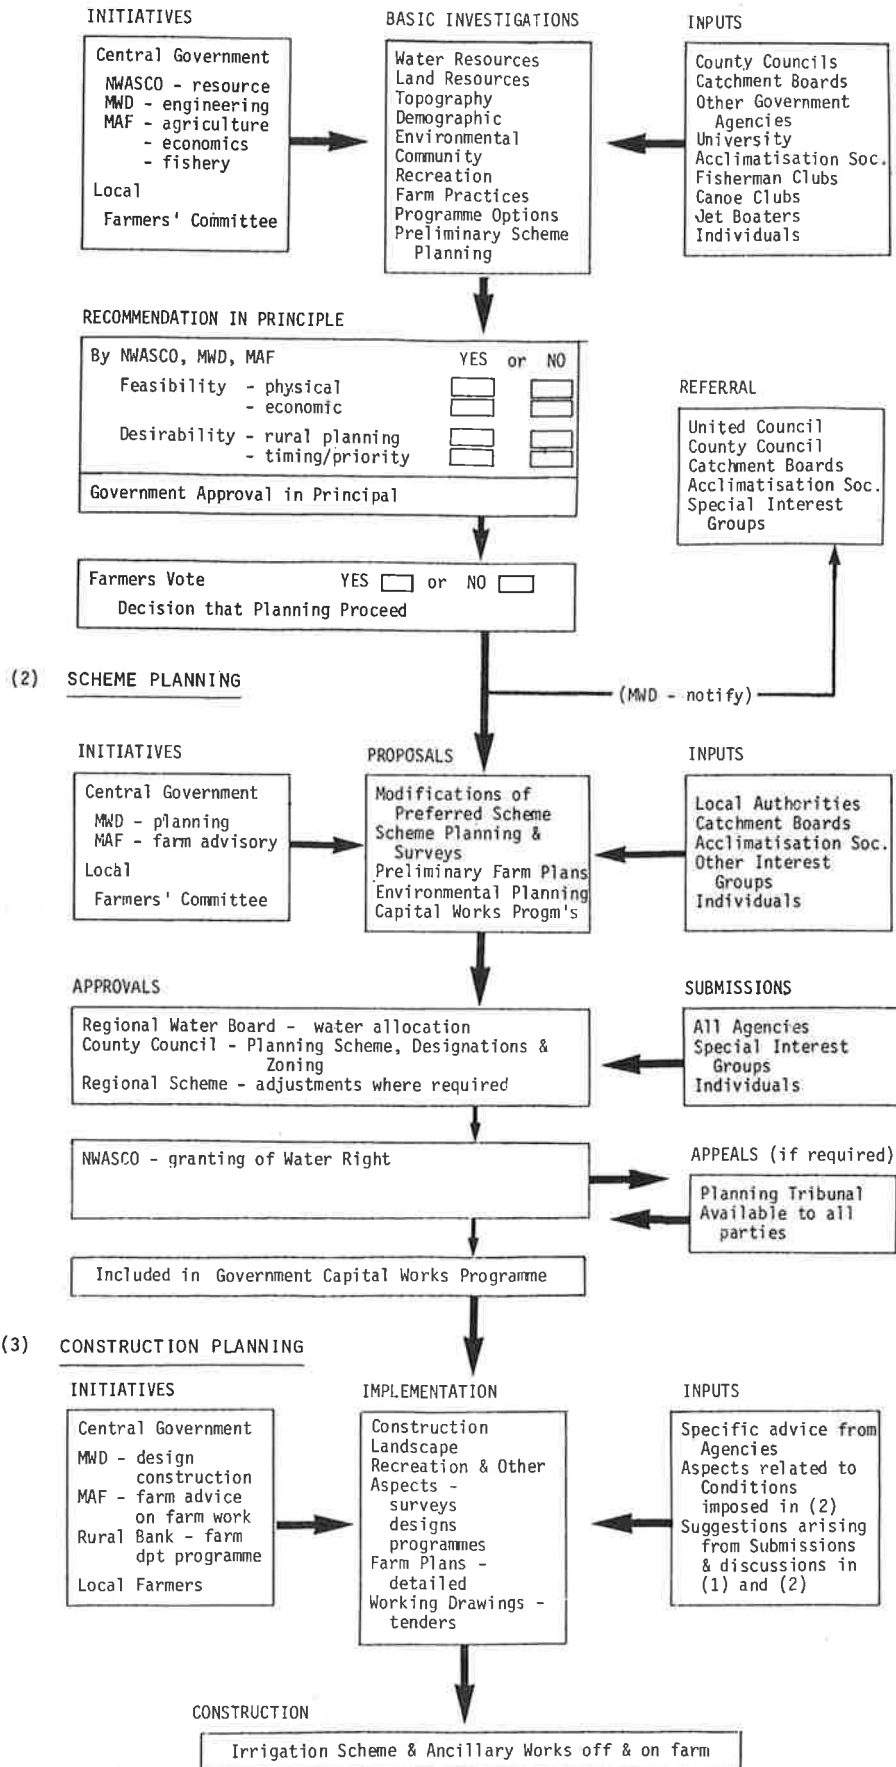 INITIATIVES
Central Government
NWASCO - resource
MWD - engineering
MAF - agriculture
- economics
- fishery
Local
Farmers' Committee
BASIC INVESTIGATIONS
Water Resources
Land Resources
Topography
Demographic
Environmental
Community
Recreation
Farm Practices
Programme Options
Preliminary Scheme
Planning
INPUTS
County Councils
Catchment Boards
Other Government
Agencies
University
Acclimatisation Soc.
Fisherman Clubs
Canoe Clubs
Jet Boaters
Individuals
RECOMMENDATION IN PRINCIPLE
By NWASCO, MWD, MAF YES or NO
Feasibility - physical
- economic
Desirability - rural planning
- timing/priority
Government Approval in Principal
REFERRAL
United Council
County Council
Catchment Boards
Acclimatisation Soc.
Special Interest
Groups
Farmers Vote YES or NO
Decision that Planning Proceed
(2) SCHEME PLANNING
(MWD - notify)
INITIATIVES
Central Government
MWD - planning
MAF - farm advisory
Local
Farmers' Committee
PROPOSALS
Modifications of
Preferred Scheme
Scheme Planning &
Surveys
Preliminary Farm Plans
Environmental Planning
Capital Works Progm's
INPUTS
Local Authorities
Catchment Boards
Acclimatisation Soc.
Other Interest
Groups
Individuals
APPROVALS
Regional Water Board - water allocation
County Council - Planning Scheme, Designations &
Zoning
Regional Scheme - adjustments where required
SUBMISSIONS
All Agencies
Special Interest
Groups
Individuals
NWASCO - granting of Water Right
APPEALS (if required)
Planning Tribunal
Available to all
parties
Included in Government Capital Works Programme
(3) CONSTRUCTION PLANNING
INITIATIVES
Central Government
MWD - design
construction
MAF - farm advice
on farm work
Rural Bank - farm
dpt programme
Local Farmers
IMPLEMENTATION
Construction
Landscape
Recreation & Other
Aspects -
surveys
designs
programmes
Farm Plans -
detailed
Working Drawings -
tenders
INPUTS
Specific advice from
Agencies
Aspects related to
Conditions
imposed in (2)
Suggestions arising
from Submissions
& discussions in
(1) and (2)
CONSTRUCTION
Irrigation Scheme & Ancillary Works off & on farm